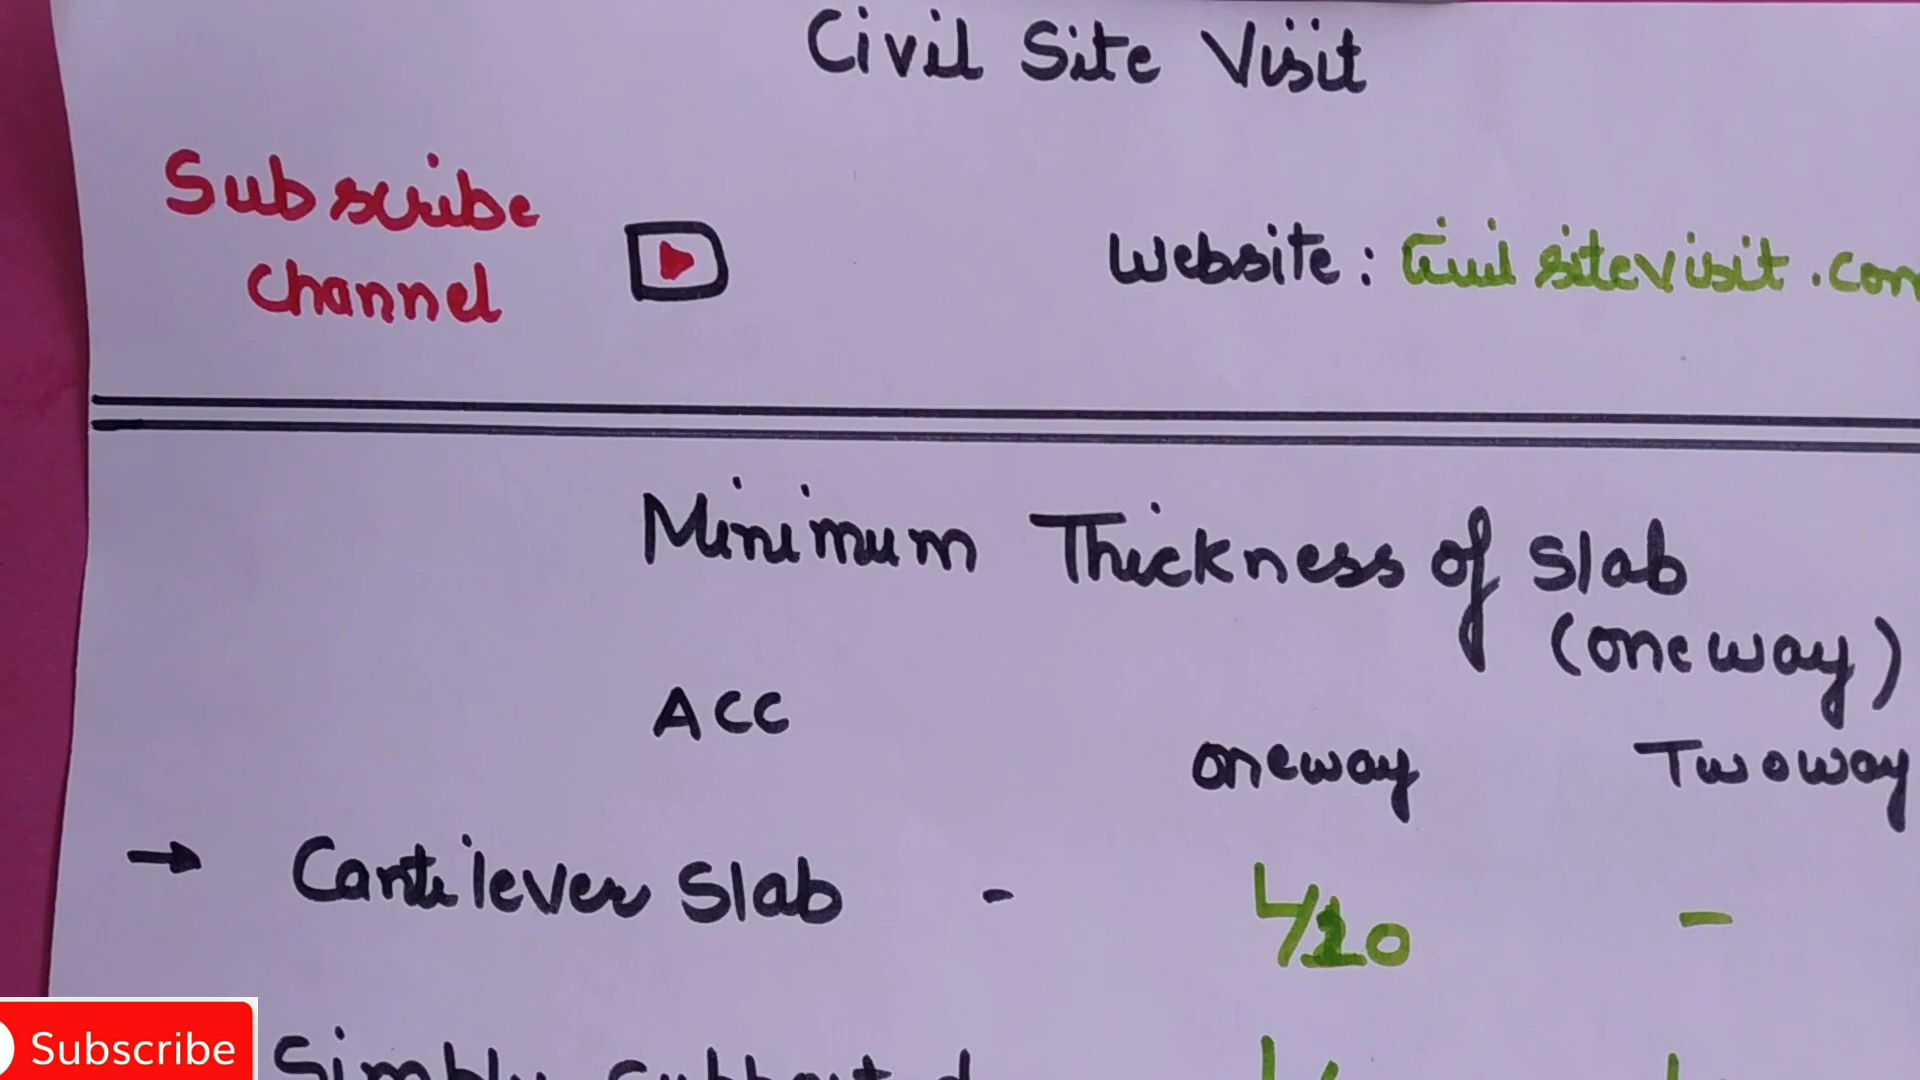 Civil Site Visit
Subscribe
channel
Website: Civilsitevisit.com
Minimum Thickness of slab
(oneway)
ACC
oneway Twoway
→ Cantilever Slab - L/10 -
Subscribe
Simply